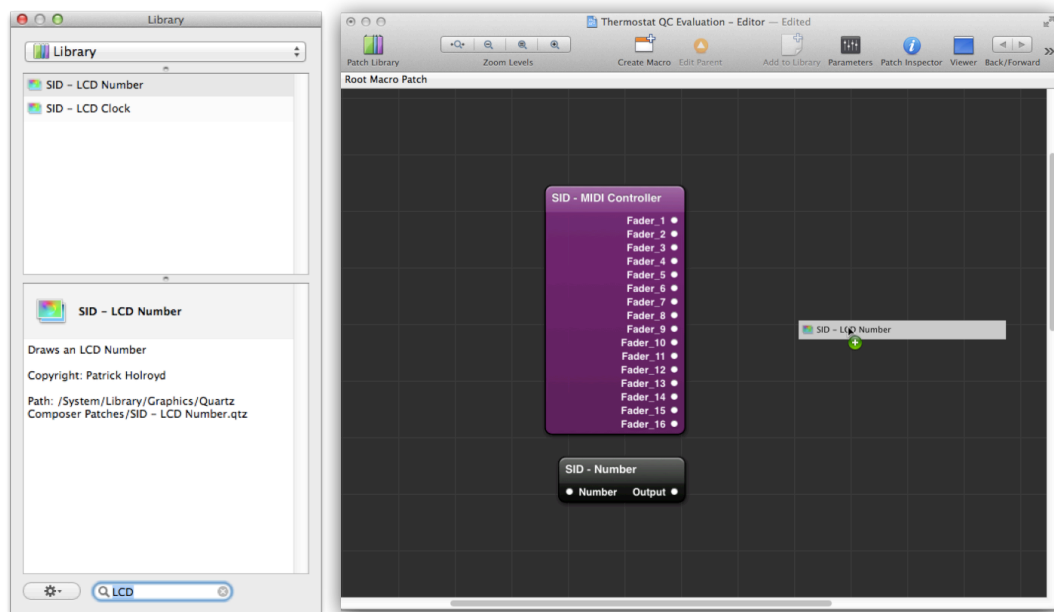 Library
Library
SID – LCD Number
SID – LCD Clock
SID – LCD Number
Draws an LCD Number
Copyright: Patrick Holroyd
Path: /System/Library/Graphics/Quartz
Composer Patches/SID – LCD Number.qtz
LCD
Thermostat QC Evaluation – Editor — Edited
Patch Library
Zoom Levels
Create Macro
Edit Parent
Add to Library
Parameters
Patch Inspector
Viewer
Back/Forward
Root Macro Patch
SID - MIDI Controller
Fader_1
Fader_2
Fader_3
Fader_4
Fader_5
Fader_6
Fader_7
Fader_8
Fader_9
Fader_10
Fader_11
Fader_12
Fader_13
Fader_14
Fader_15
Fader_16
SID - Number
Number Output
SID – LCD Number